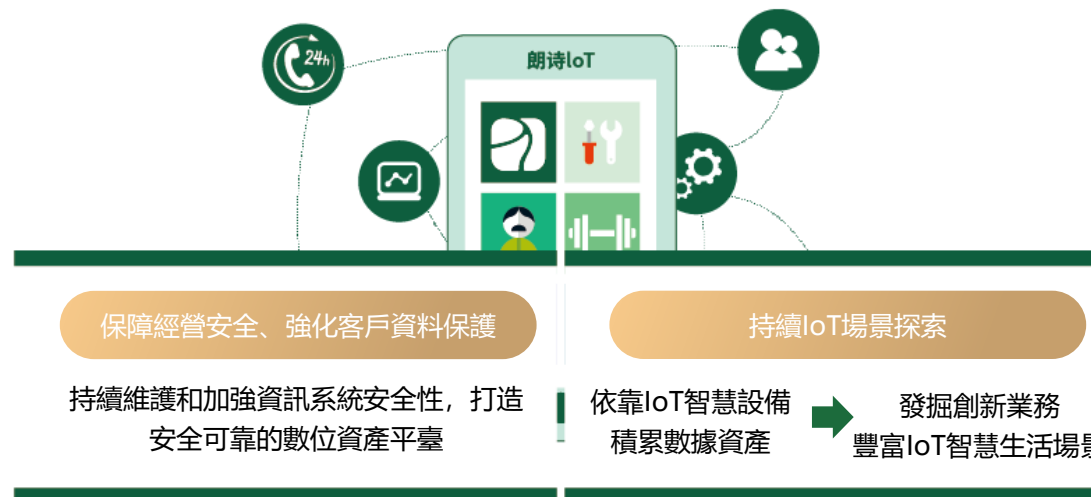 24h
朗诗IoT
保障經營安全、強化客戶資料保護
持續維護和加強資訊系統安全性，打造
安全可靠的數位資產平臺
持續IoT場景探索
依靠IoT智慧設備
積累數據資產
發掘創新業務
豐富IoT智慧生活場景